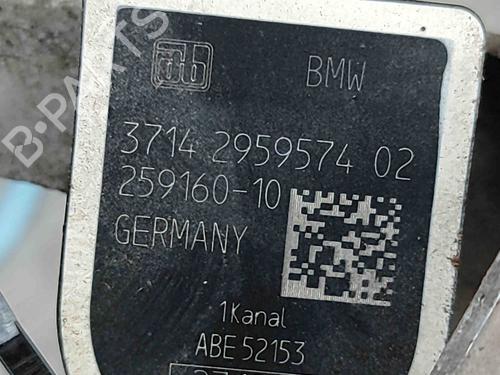 BMW
3714 2959574 02
259160-10
GERMANY
1Kanal
ABE 52153
B-PARTS